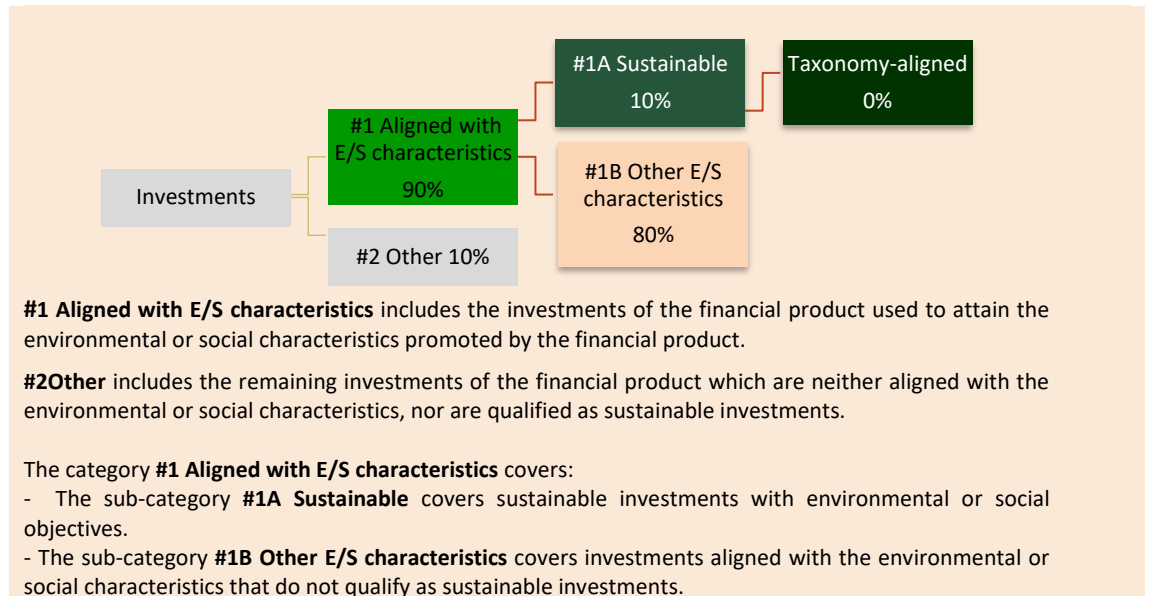 #1A Sustainable
10%
Taxonomy-aligned
0%
#1 Aligned with
E/S characteristics
90%
#1B Other E/S
characteristics
80%
Investments
#2 Other 10%
#1 Aligned with E/S characteristics includes the investments of the financial product used to attain the
environmental or social characteristics promoted by the financial product.
#2Other includes the remaining investments of the financial product which are neither aligned with the
environmental or social characteristics, nor are qualified as sustainable investments.
The category #1 Aligned with E/S characteristics covers:
- The sub-category #1A Sustainable covers sustainable investments with environmental or social
objectives.
- The sub-category #1B Other E/S characteristics covers investments aligned with the environmental or
social characteristics that do not qualify as sustainable investments.